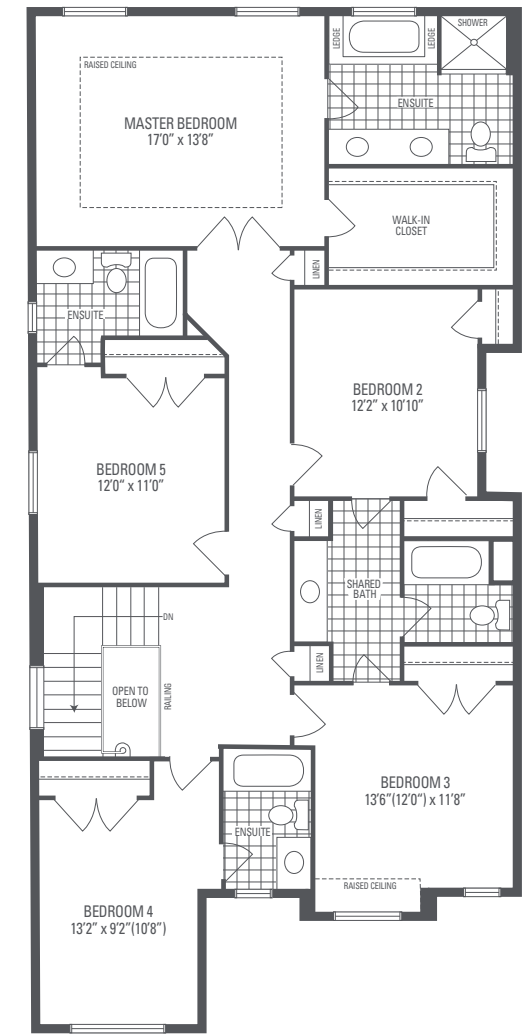 LEDGE
LEDGE
SHOWER
RAISED CEILING
MASTER BEDROOM
17'0" x 13'8"
ENSUITE
WALK-IN
CLOSET
LINEN
ENSUITE
BEDROOM 2
12'2" x 10'10"
BEDROOM 5
12'0" x 11'0"
LINEN
SHARED
BATH
DN
LINEN
OPEN TO
BELOW
RAILING
BEDROOM 3
13'6"(12'0") x 11'8"
ENSUITE
RAISED CEILING
BEDROOM 4
13'2" x 9'2"(10'8")